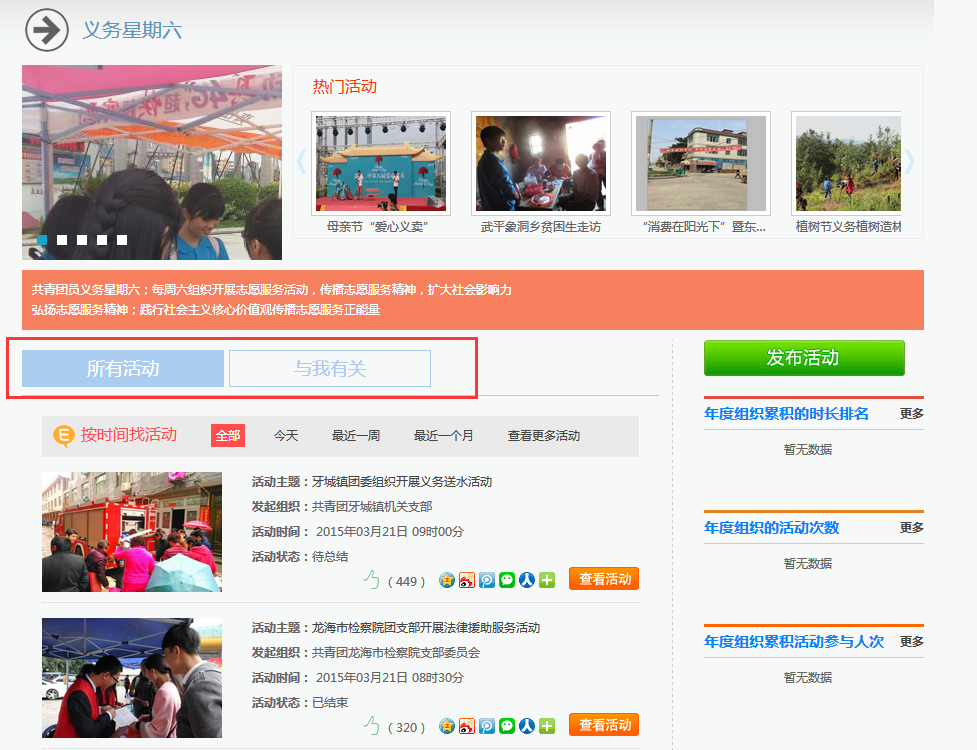 义务星期六
热门活动
母亲节“爱心义卖”
武平象洞乡贫困生走访
“消费在阳光下”暨东...
植树节义务植树造林
共青团员义务星期六；每周六组织开展志愿服务活动，传播志愿服务精神，扩大社会影响力
弘扬志愿服务精神；践行社会主义核心价值观传播志愿服务正能量
所有活动 与我有关
发布活动
按时间找活动 全部 今天 最近一周 最近一个月 查看更多活动
活动主题：牙城镇团委组织开展义务送水活动
发起组织：共青团牙城镇机关支部
活动时间： 2015年03月21日 09时00分
活动状态：待总结
( 449 ) 查看活动
活动主题：龙海市检察院团支部开展法律援助服务活动
发起组织：共青团龙海市检察院支部委员会
活动时间： 2015年03月21日 08时30分
活动状态：已结束
( 320 ) 查看活动
年度组织累积的时长排名 更多
暂无数据
年度组织的活动次数 更多
暂无数据
年度组织累积活动参与人次 更多
暂无数据